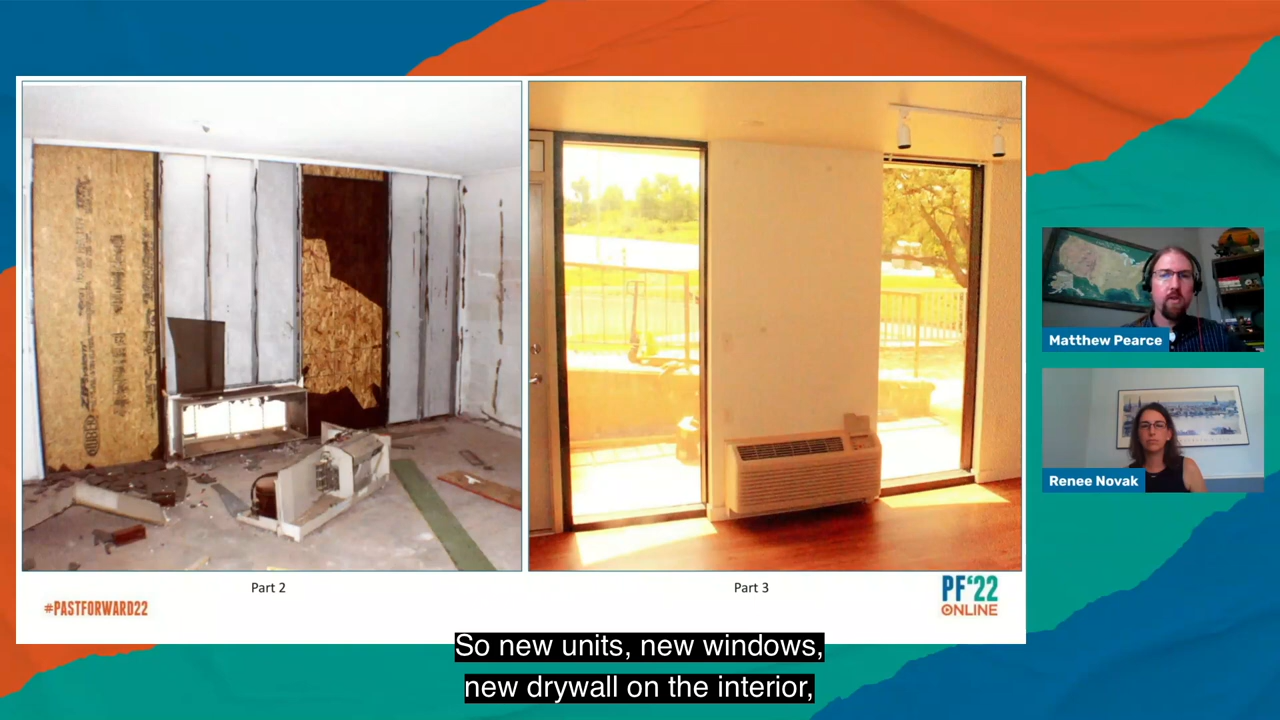 Matthew Pearce
Renee Novak
Part 2
Part 3
#PASTFORWARD22
PF'22
ONLINE
So new units, new windows,
new drywall on the interior,